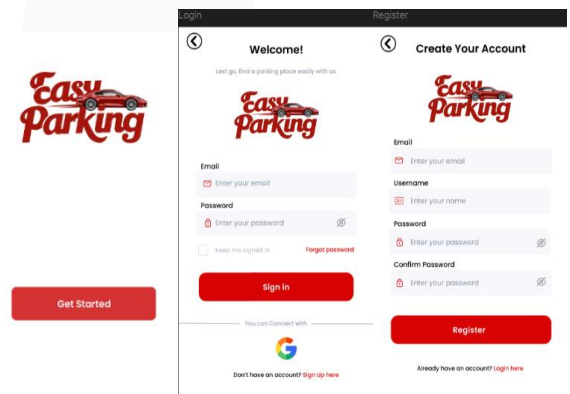 Easy
Parking
Get Started
Login
Welcome!
Lest go, find a parking place easily with us
Easy
Parking
Email
Enter your email
Password
Enter your password
Keep me signed in
Forgot password
Sign in
You can Connect with
Don't have an account? Sign Up here
Register
Create Your Account
Easy
Parking
Email
Enter your email
Username
Enter your name
Password
Enter your password
Confirm Password
Enter your password
Register
Already have an account? Login here